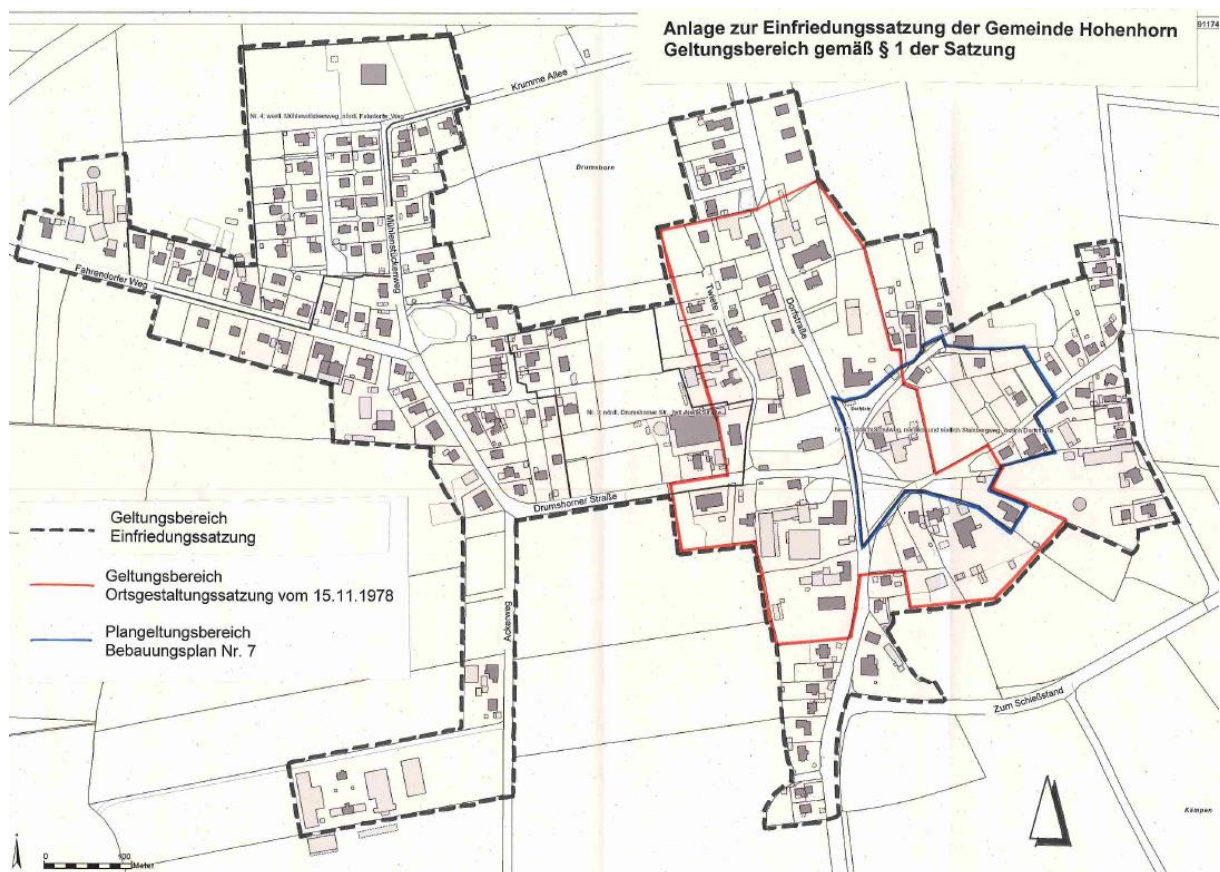 Anlage zur Einfriedungssatzung der Gemeinde Hohenhorn
Geltungsbereich gemäß § 1 der Satzung
91174
Krumme Allee
Drumshorn
Mühlenstückenweg
Fahrendorfer Weg
Twiete
Dorfstraße
Drumshorner Straße
Ackerweg
Zum Schießstand
Kämpen
Geltungsbereich
Einfriedungssatzung
Geltungsbereich
Ortsgestaltungssatzung vom 15.11.1978
Plangeltungsbereich
Bebauungsplan Nr. 7
0 100
Meter